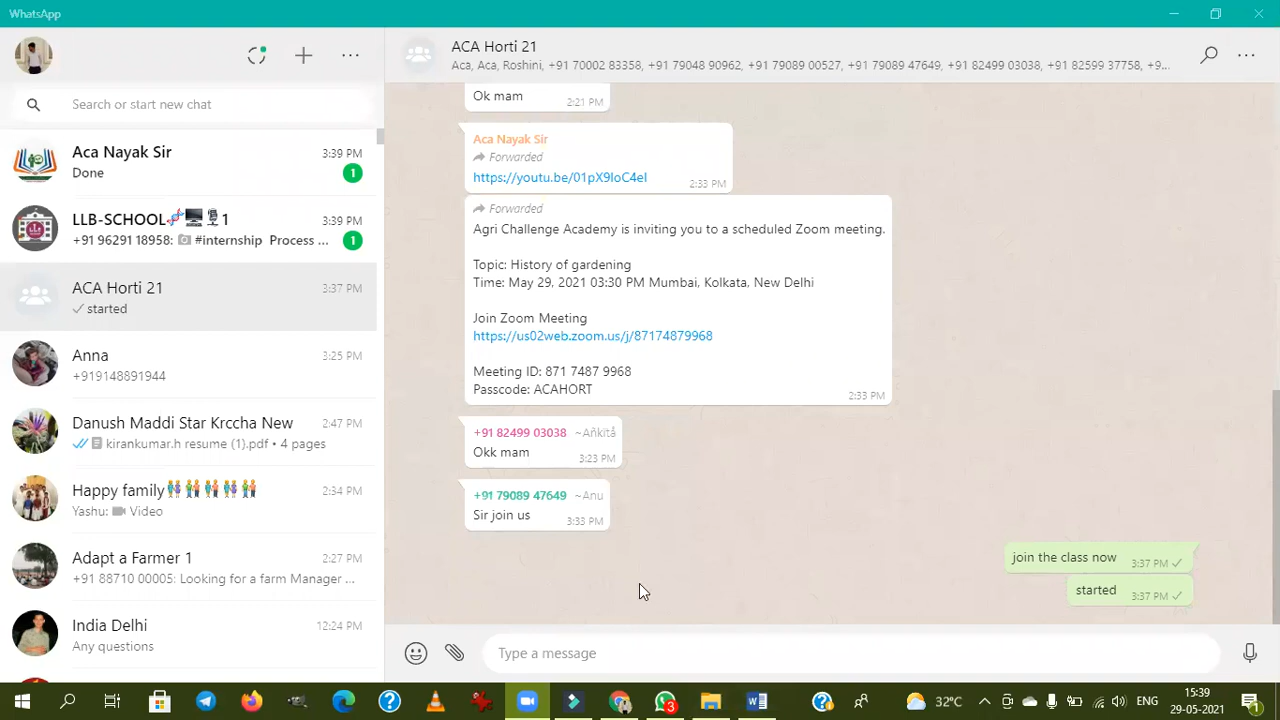 WhatsApp
Search or start new chat
Aca Nayak Sir
3:39 PM
Done
1
LLB-SCHOOL🧬🖥️🎙️1
3:39 PM
+91 96291 18958: 📷 #internship Process ...
1
ACA Horti 21
3:37 PM
started
Anna
3:25 PM
+919148891944
Danush Maddi Star Krccha New
2:47 PM
kirankumar.h resume (1).pdf • 4 pages
Happy family
2:34 PM
Yashu: Video
Adapt a Farmer 1
2:27 PM
+91 88710 00005: Looking for a farm Manager ...
India Delhi
12:24 PM
Any questions
ACA Horti 21
Aca, Aca, Roshini, +91 70002 83358, +91 79048 90962, +91 79089 00527, +91 79089 47649, +91 82499 03038, +91 82599 37758, +9...
Ok mam
2:21 PM
Aca Nayak Sir
Forwarded
https://youtu.be/01pX9loC4eI
2:33 PM
Forwarded
Agri Challenge Academy is inviting you to a scheduled Zoom meeting.
Topic: History of gardening
Time: May 29, 2021 03:30 PM Mumbai, Kolkata, New Delhi
Join Zoom Meeting
https://us02web.zoom.us/j/87174879968
Meeting ID: 871 7487 9968
Passcode: ACAHORT
2:33 PM
+91 82499 03038 ~Añkïtå
Okk mam
3:23 PM
+91 79089 47649 ~Anu
Sir join us
3:33 PM
join the class now
3:37 PM
started
3:37 PM
Type a message
3
32°C
ENG
15:39
29-05-2021
1